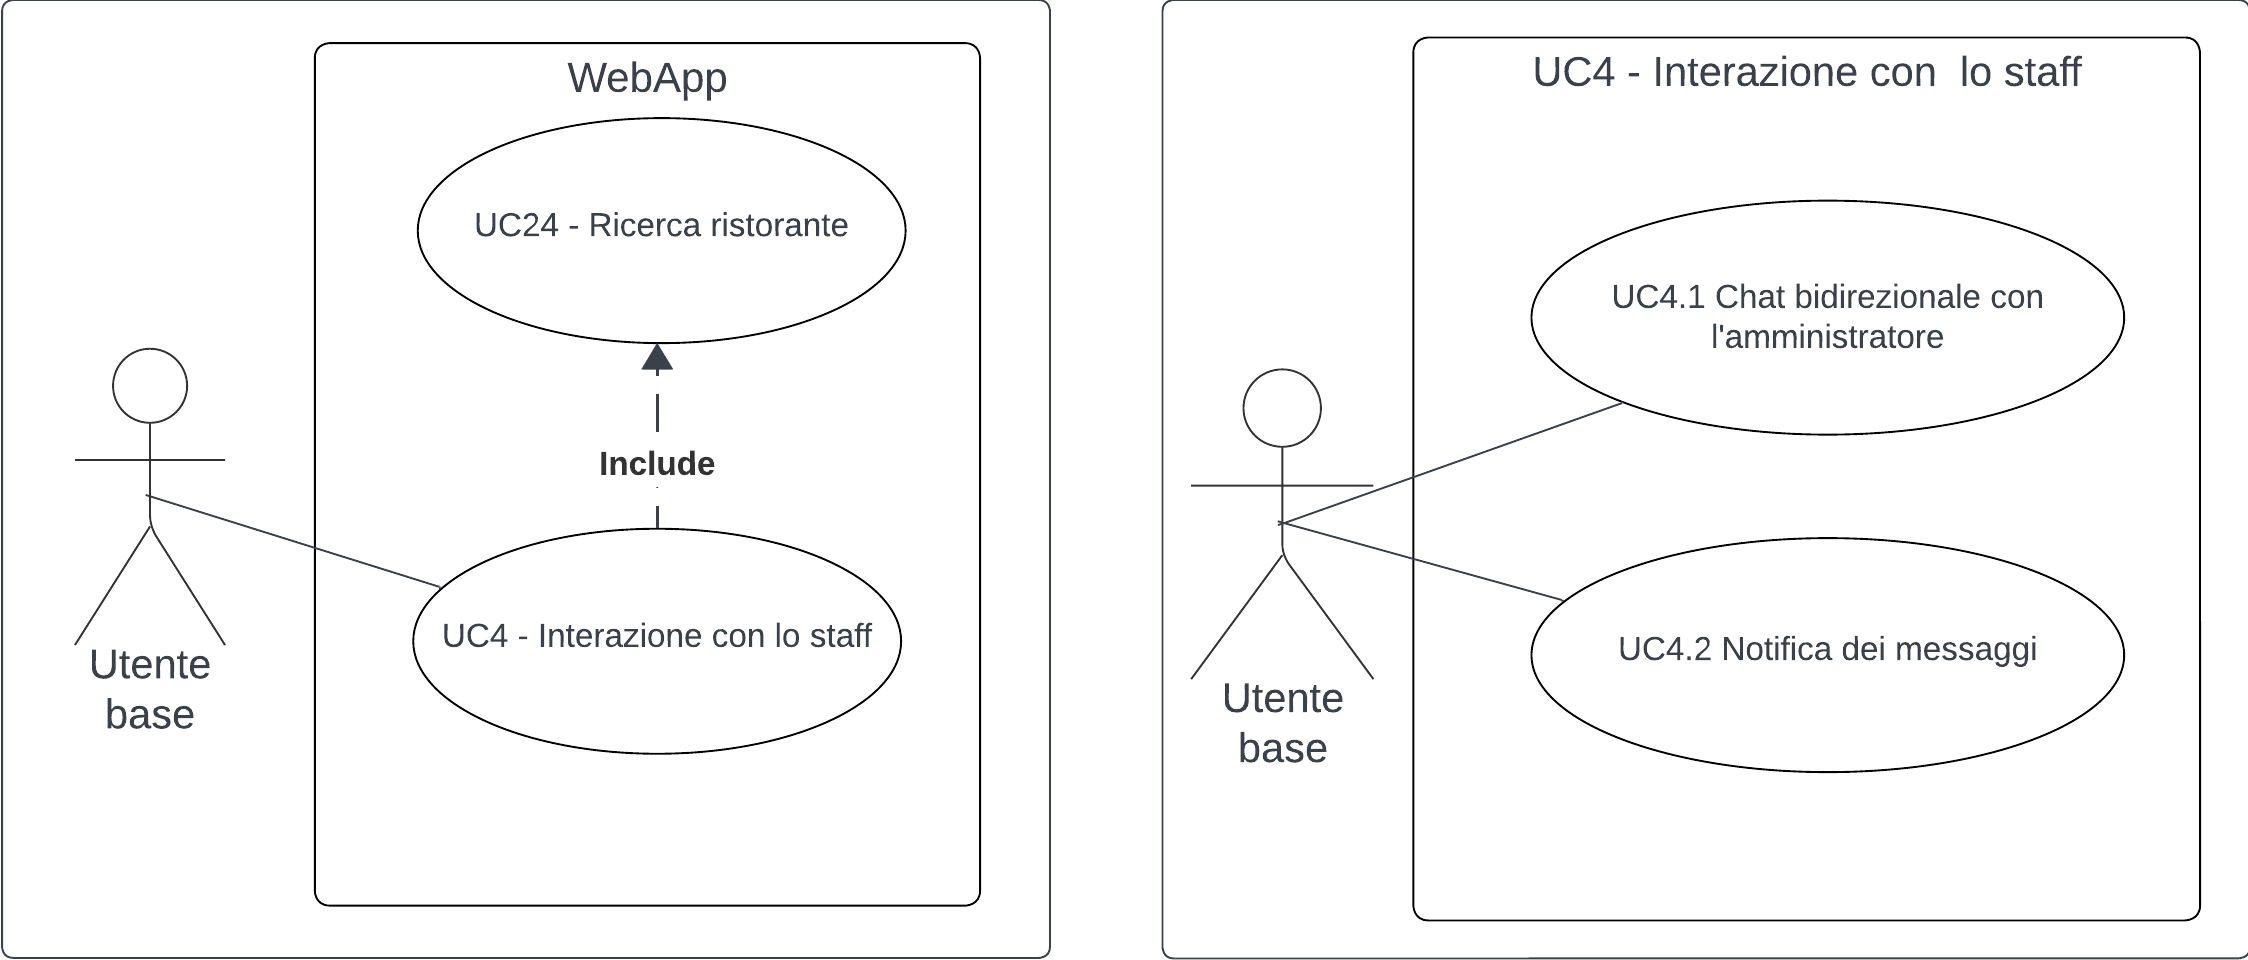 WebApp
UC24 - Ricerca ristorante
Include
UC4 - Interazione con lo staff
Utente
base
UC4 - Interazione con  lo staff
UC4.1 Chat bidirezionale con
l'amministratore
UC4.2 Notifica dei messaggi
Utente
base